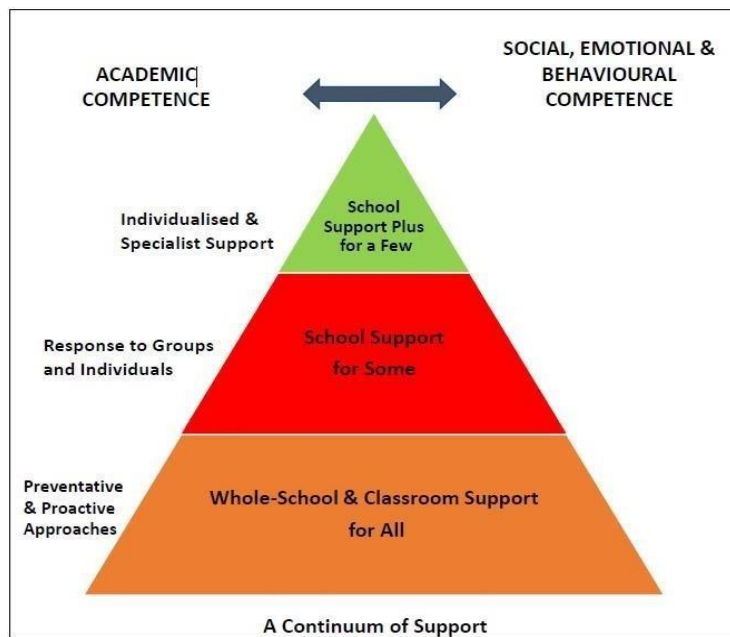 ACADEMIC
COMPETENCE
SOCIAL, EMOTIONAL &
BEHAVIOURAL
COMPETENCE
Individualised &
Specialist Support
School
Support Plus
for a Few
Response to Groups
and Individuals
School Support
for Some
Preventative
& Proactive
Approaches
Whole-School & Classroom Support
for All
A Continuum of Support